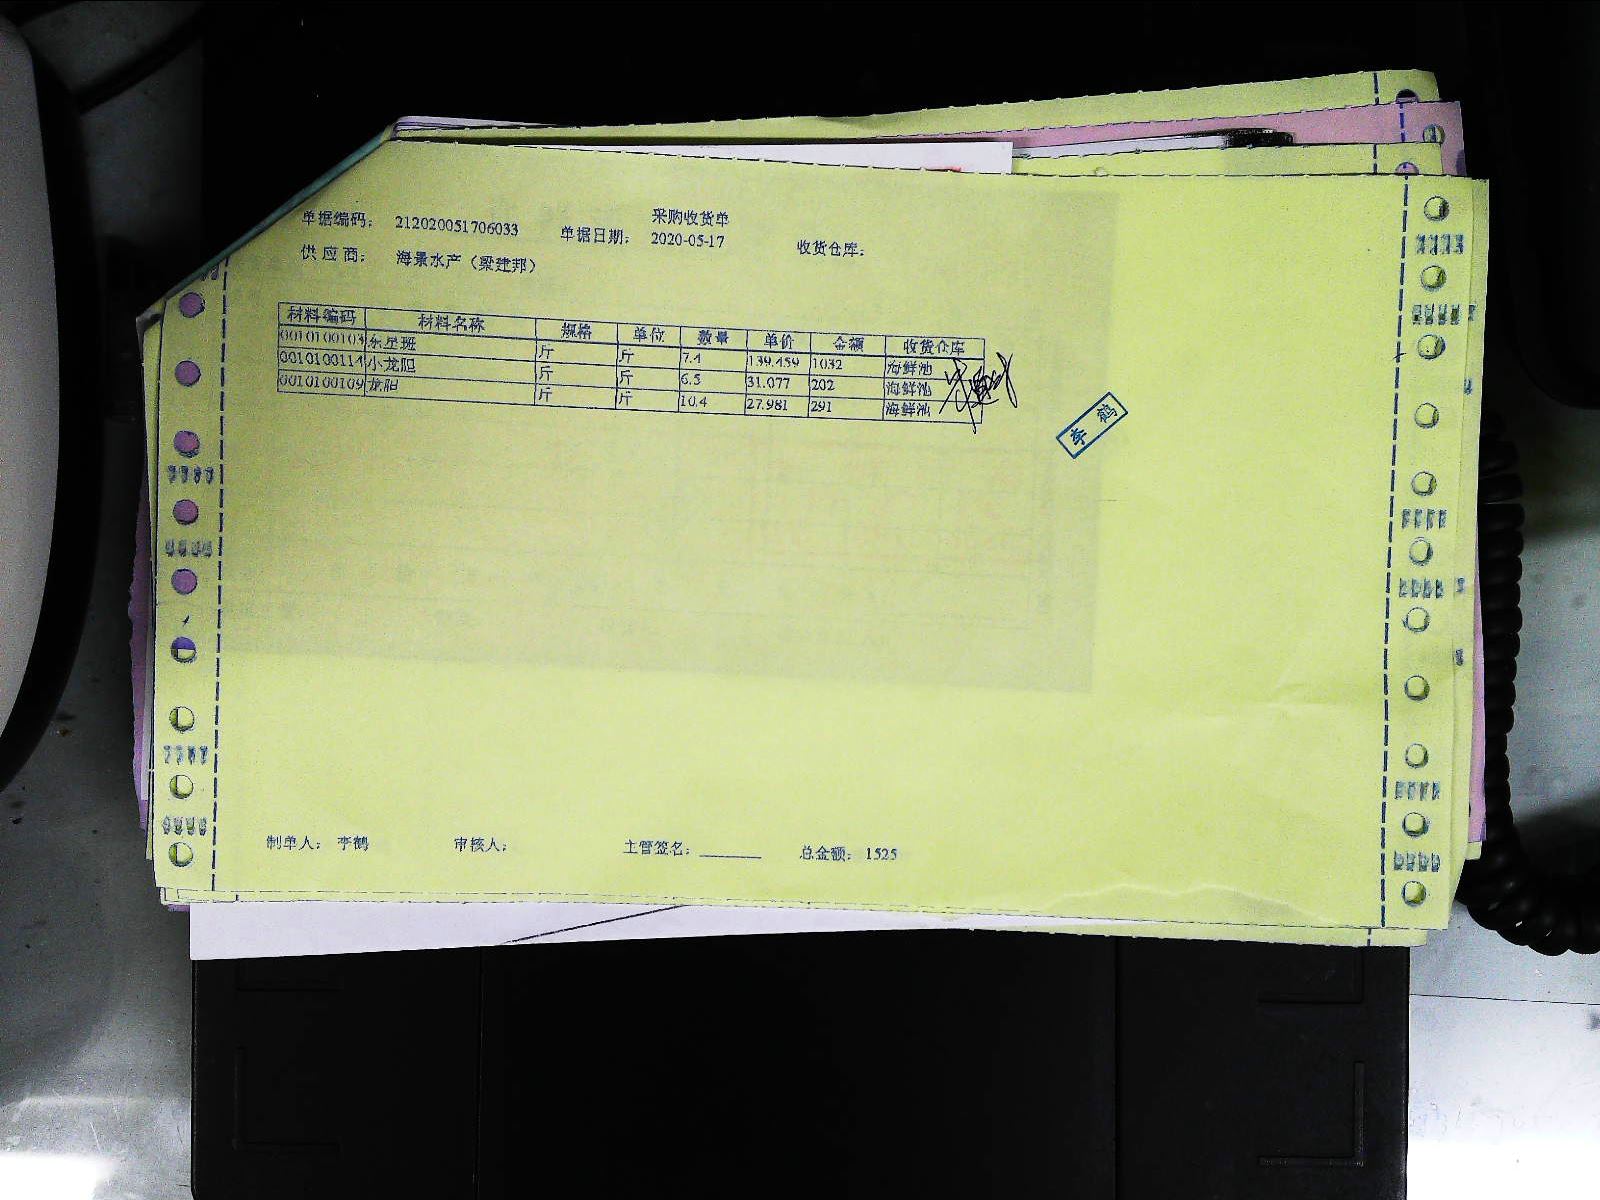 采购收货单
单据编码： 212020051706033 单据日期： 2020-05-17 收货仓库：
供 应 商： 海景水产（梁建邦）
材料编码 材料名称 规格 单位 数量 单价 金额 收货仓库
0010100103 东星斑 斤 斤 7.4 139.459 1032 海鲜池
0010100114 小龙胆 斤 斤 6.5 31.077 202 海鲜池
0010100109 龙胆 斤 斤 10.4 27.981 291 海鲜池
李鹤
制单人： 李鹤 审核人： 主管签名：______ 总金额： 1525